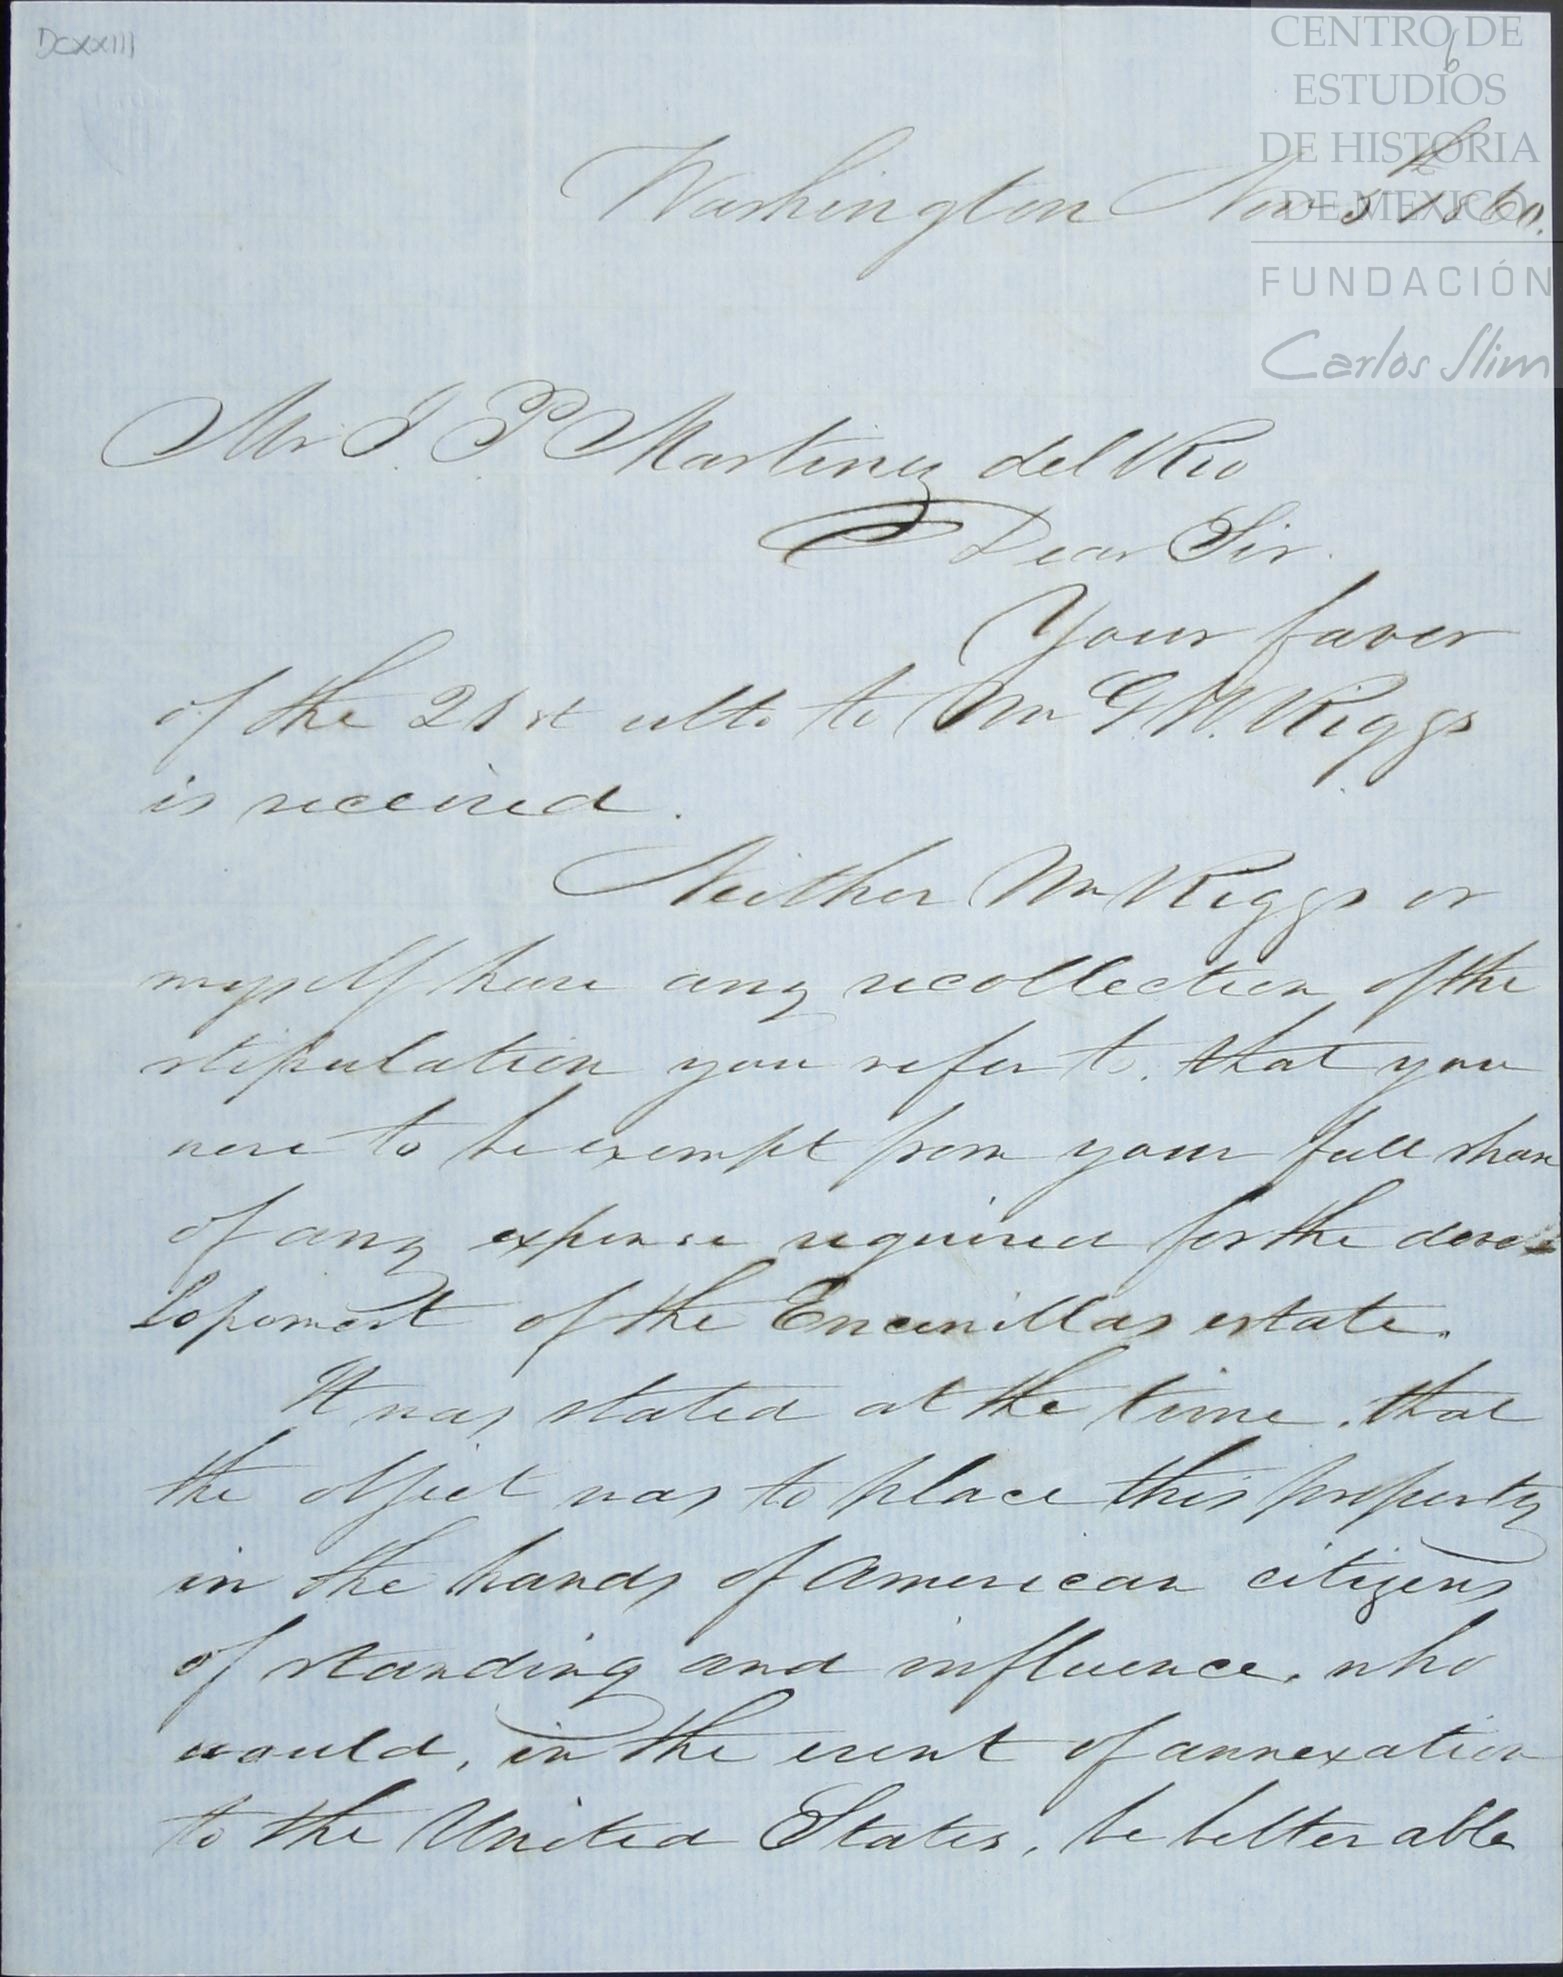 DCXXIII
6
CENTRO DE
ESTUDIOS
DE HISTORIA
DE MEXICO
FUNDACIÓN
Carlos Slim
Washington Nov 5th 1860.
Mr J. P. Martinez del Rio
Dear Sir.
Your favor
of the 21st ulto to Mr G. W. Riggs
is received.
Neither Mr Riggs or
myself have any recollection of the
stipulation you refer to, that you
were to be exempt from your full share
of any expense required for the deve-
lopement of the Encenillas estate.
It was stated at the time, that
the object was to place this property
in the hands of American citizens
of standing and influence, who
would, in the event of annexation
to the United States, be better able